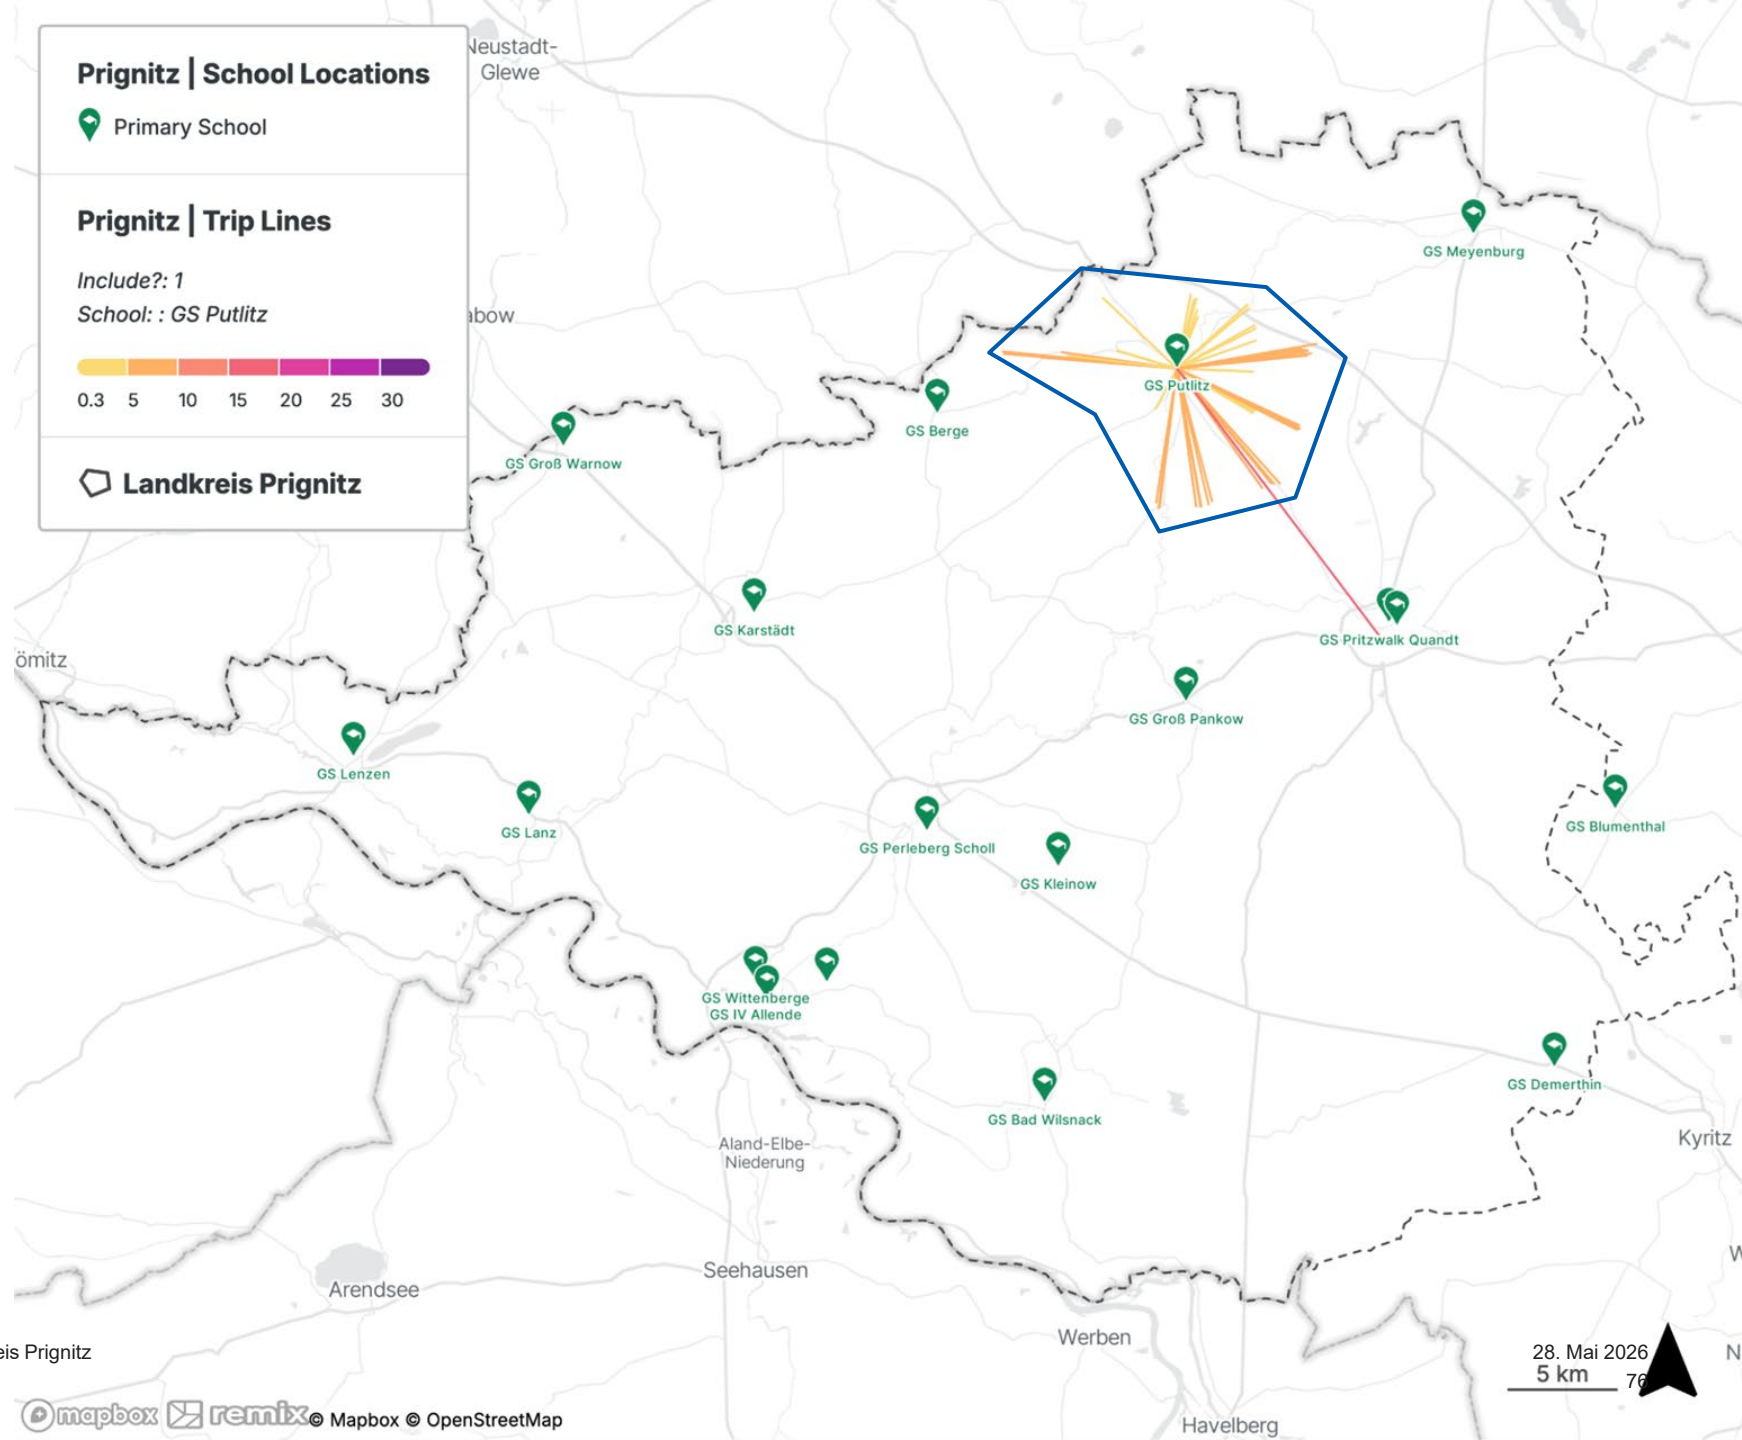 Prignitz | School Locations
Primary School
Prignitz | Trip Lines
Include?: 1
School: : GS Putlitz
0.3 5 10 15 20 25 30
Landkreis Prignitz
Neustadt-
Glewe
abow
GS Meyenburg
GS Putlitz
GS Berge
GS Groß Warnow
GS Karstädt
GS Pritzwalk Quandt
ömitz
GS Groß Pankow
GS Lenzen
GS Lanz
GS Blumenthal
GS Perleberg Scholl
GS Kleinow
GS Wittenberge
GS IV Allende
GS Demerthin
GS Bad Wilsnack
Kyritz
Aland-Elbe-
Niederung
Seehausen
Arendsee
Werben
eis Prignitz
28. Mai 2026
5 km
76
N
mapbox remix © Mapbox © OpenStreetMap
Havelberg